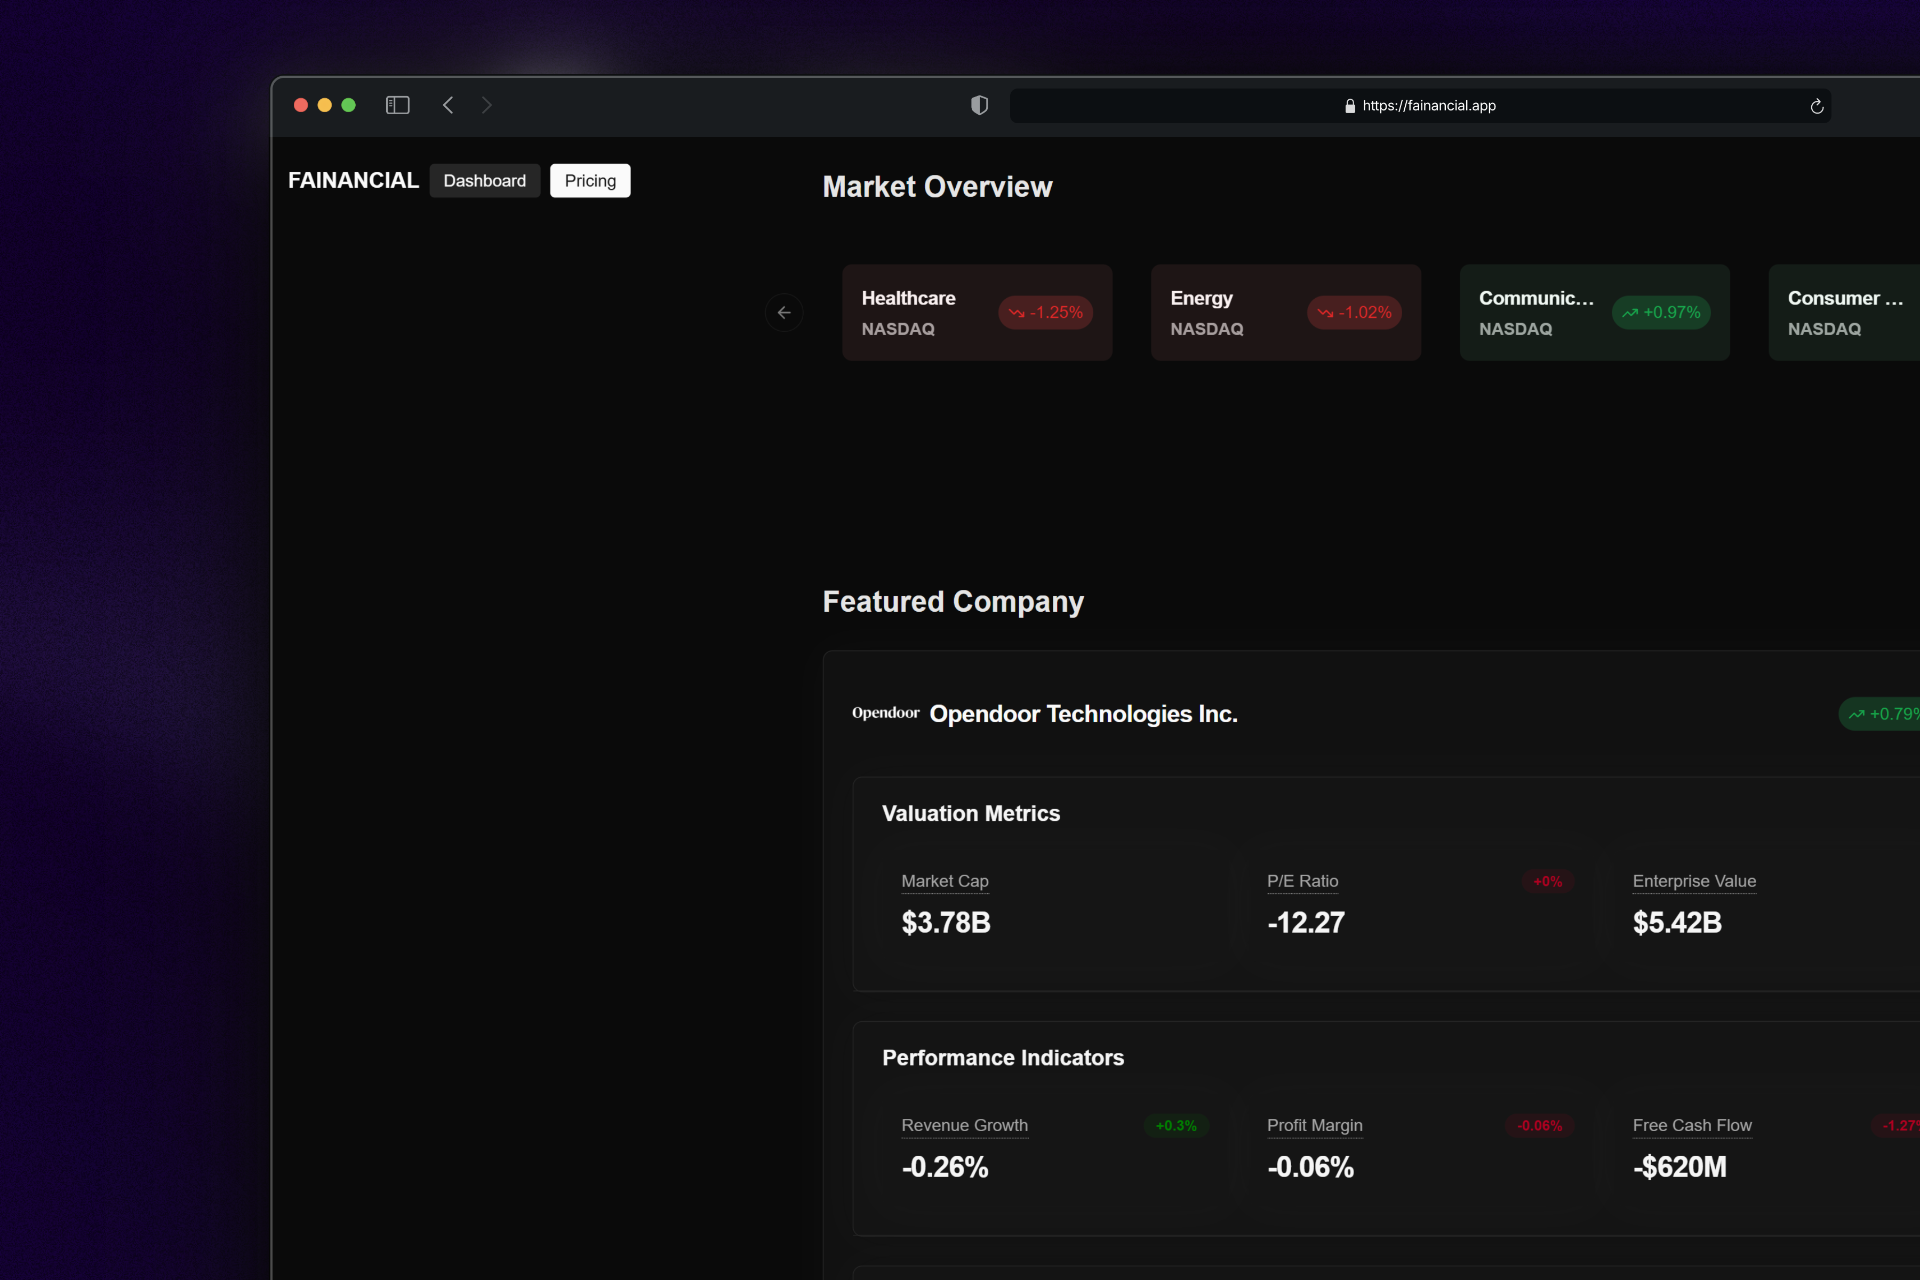 https://fainancial.app
FAINANCIAL Dashboard Pricing
Market Overview
Healthcare
NASDAQ
-1.25%
Energy
NASDAQ
-1.02%
Communic...
NASDAQ
+0.97%
Consumer ...
NASDAQ
Featured Company
Opendoor Opendoor Technologies Inc.
+0.79%
Valuation Metrics
Market Cap
$3.78B
P/E Ratio +0%
-12.27
Enterprise Value
$5.42B
Performance Indicators
Revenue Growth +0.3%
-0.26%
Profit Margin -0.06%
-0.06%
Free Cash Flow -1.27%
-$620M